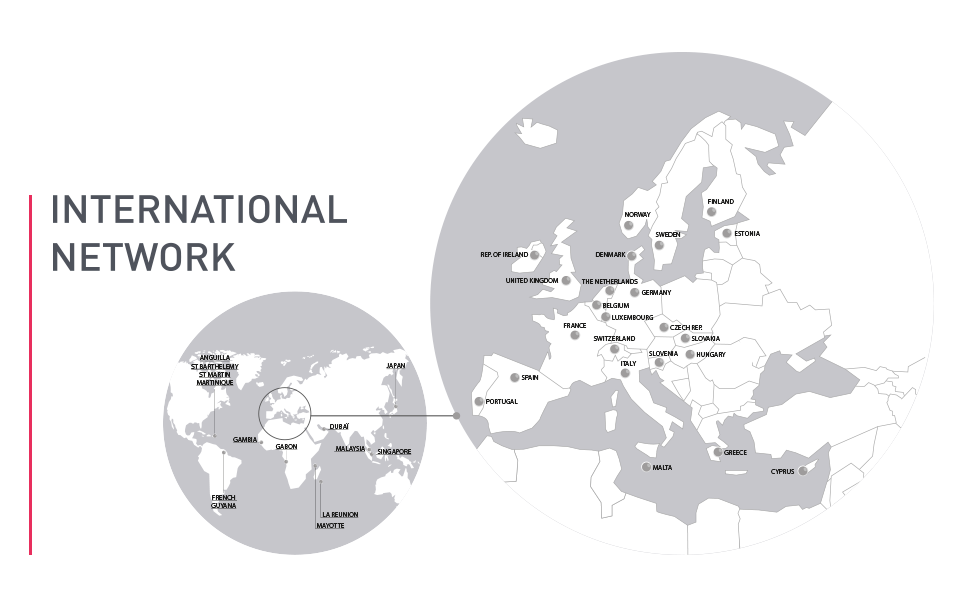 INTERNATIONAL
NETWORK
FINLAND
NORWAY
SWEDEN
ESTONIA
REP. OF IRELAND
DENMARK
UNITED KINGDOM
THE NETHERLANDS
GERMANY
BELGIUM
LUXEMBOURG
FRANCE
CZECH REP.
SWITZERLAND
SLOVAKIA
SLOVENIA
HUNGARY
ITALY
SPAIN
PORTUGAL
GREECE
MALTA
CYPRUS
ANGUILLA
ST BARTHELEMY
ST MARTIN
MARTINIQUE
JAPAN
DUBAÏ
GAMBIA
GABON
MALAYSIA
SINGAPORE
FRENCH
GUYANA
LA REUNION
MAYOTTE